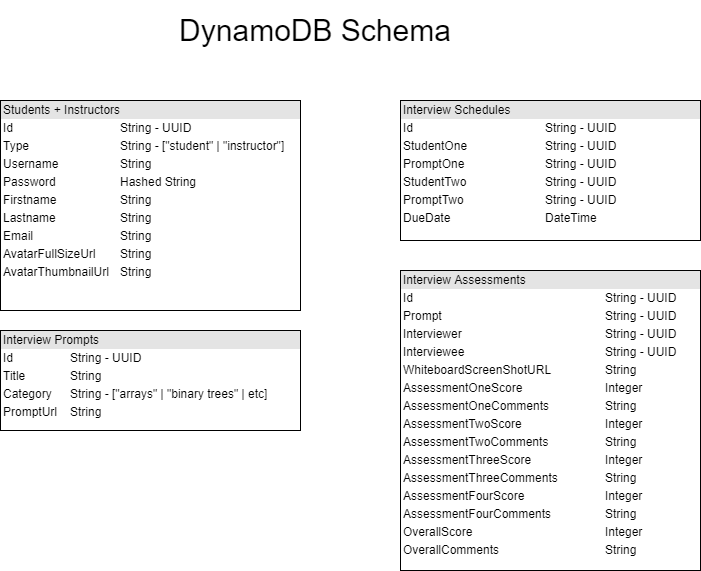 DynamoDB Schema
Students + Instructors
Id String - UUID
Type String - ["student" | "instructor"]
Username String
Password Hashed String
Firstname String
Lastname String
Email String
AvatarFullSizeUrl String
AvatarThumbnailUrl String
Interview Prompts
Id String - UUID
Title String
Category String - ["arrays" | "binary trees" | etc]
PromptUrl String
Interview Schedules
Id String - UUID
StudentOne String - UUID
PromptOne String - UUID
StudentTwo String - UUID
PromptTwo String - UUID
DueDate DateTime
Interview Assessments
Id String - UUID
Prompt String - UUID
Interviewer String - UUID
Interviewee String - UUID
WhiteboardScreenShotURL String
AssessmentOneScore Integer
AssessmentOneComments String
AssessmentTwoScore Integer
AssessmentTwoComments String
AssessmentThreeScore Integer
AssessmentThreeComments String
AssessmentFourScore Integer
AssessmentFourComments String
OverallScore Integer
OverallComments String